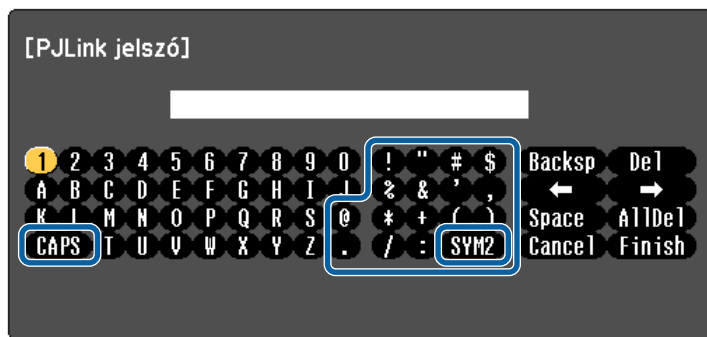 [PJLink jelszó]
1 2 3 4 5 6 7 8 9 0 ! " # $ Backsp Del
A B C D E F G H I J % & ' , ← →
K L M N O P Q R S @ * + ( ) Space AllDel
CAPS T U V W X Y Z . / : SYM2 Cancel Finish